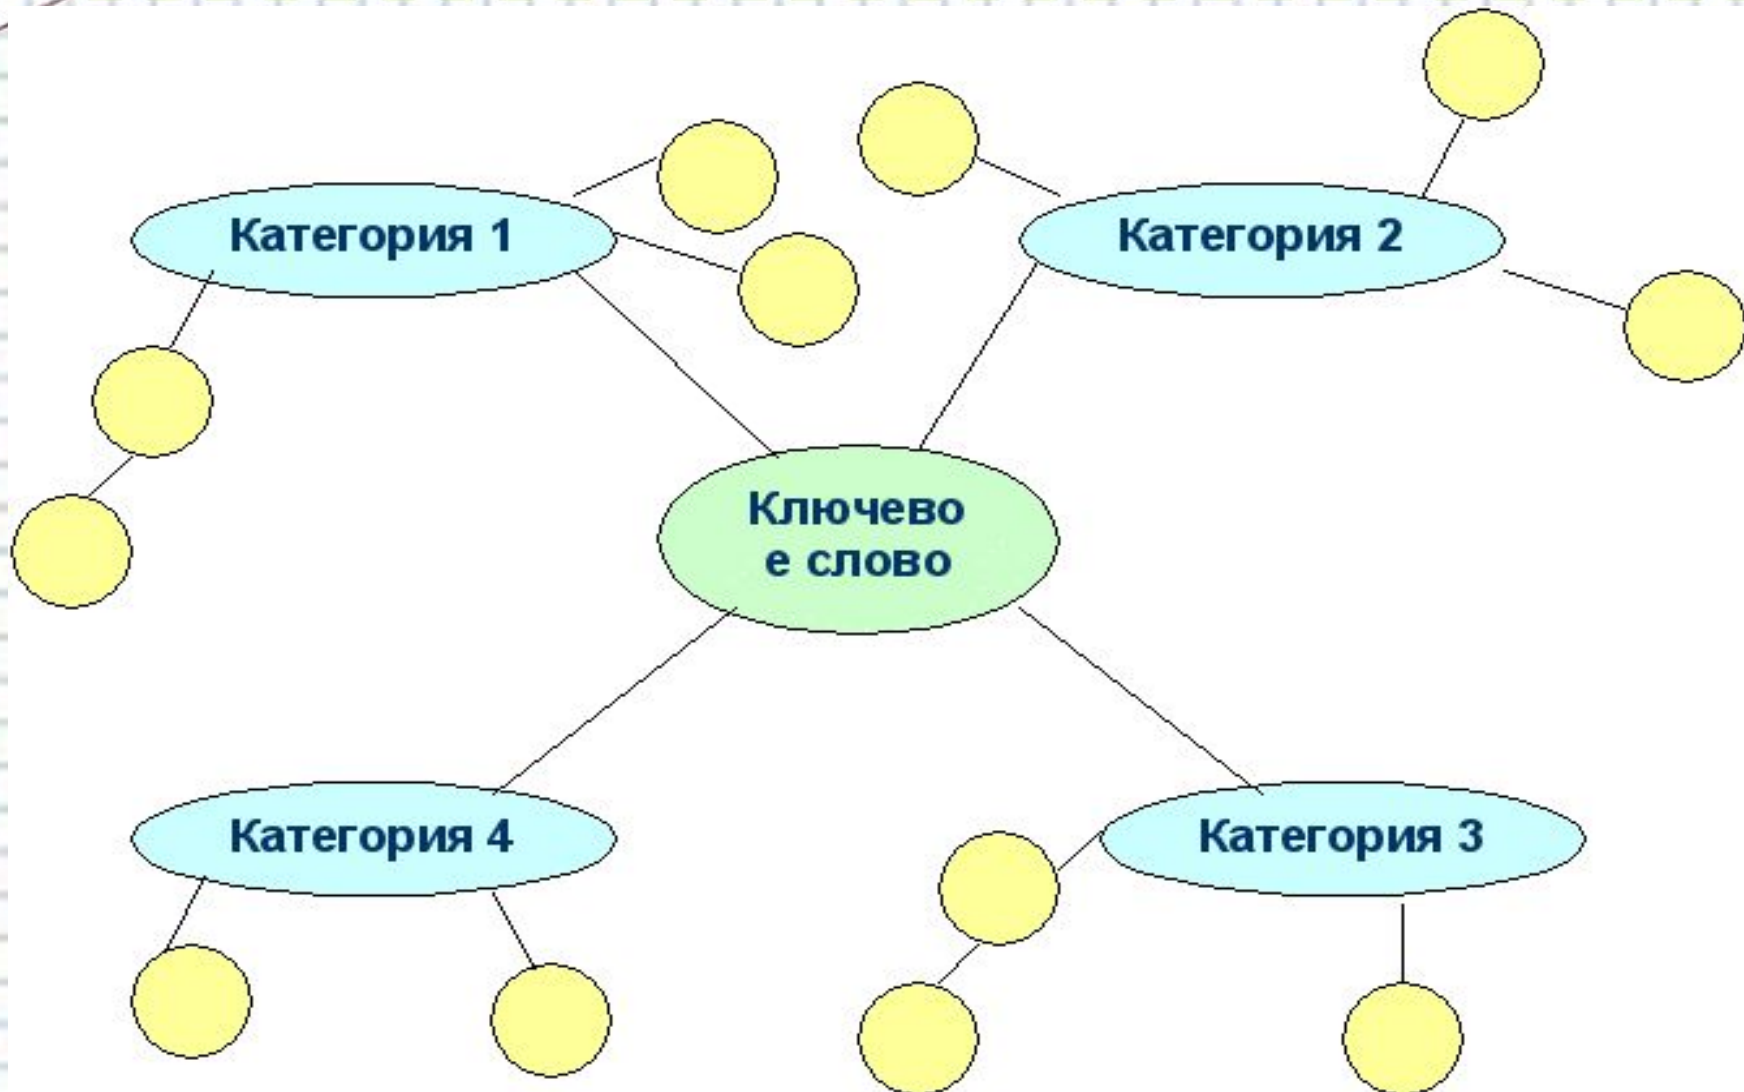 Категория 1
Категория 2
Ключево
е слово
Категория 4
Категория 3